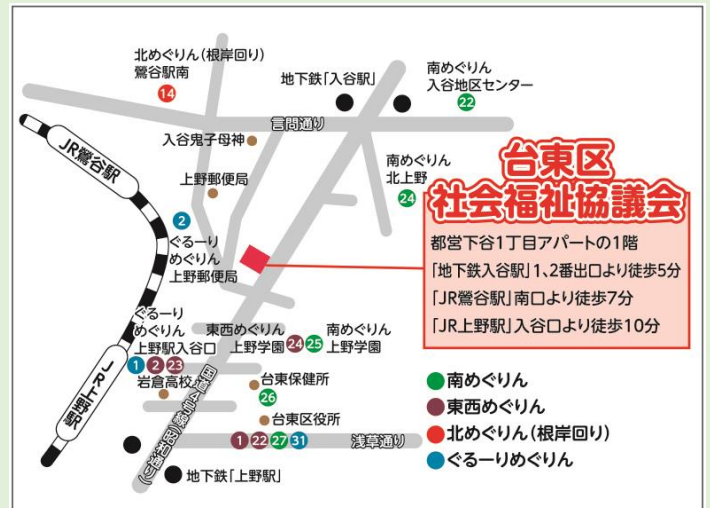 北めぐりん(根岸回り)
鶯谷駅南
14
地下鉄「入谷駅」
南めぐりん
入谷地区センター
22
言問通り
JR鶯谷駅
入谷鬼子母神
上野郵便局
南めぐりん
北上野
24
2
ぐるーり
めぐりん
上野郵便局
台東区
社会福祉協議会
都営下谷1丁目アパートの1階
「地下鉄入谷駅」1、2番出口より徒歩5分
「JR鶯谷駅」南口より徒歩7分
「JR上野駅」入谷口より徒歩10分
ぐるーり
めぐりん
上野駅入谷口
1 2 23
東西めぐりん
上野学園
24 25
南めぐりん
上野学園
JR上野駅
岩倉高校
台東保健所
26
台東区役所
1 22 27 31
浅草通り
国道4号線(昭和通り)
地下鉄「上野駅」
南めぐりん
東西めぐりん
北めぐりん(根岸回り)
ぐるーりめぐりん